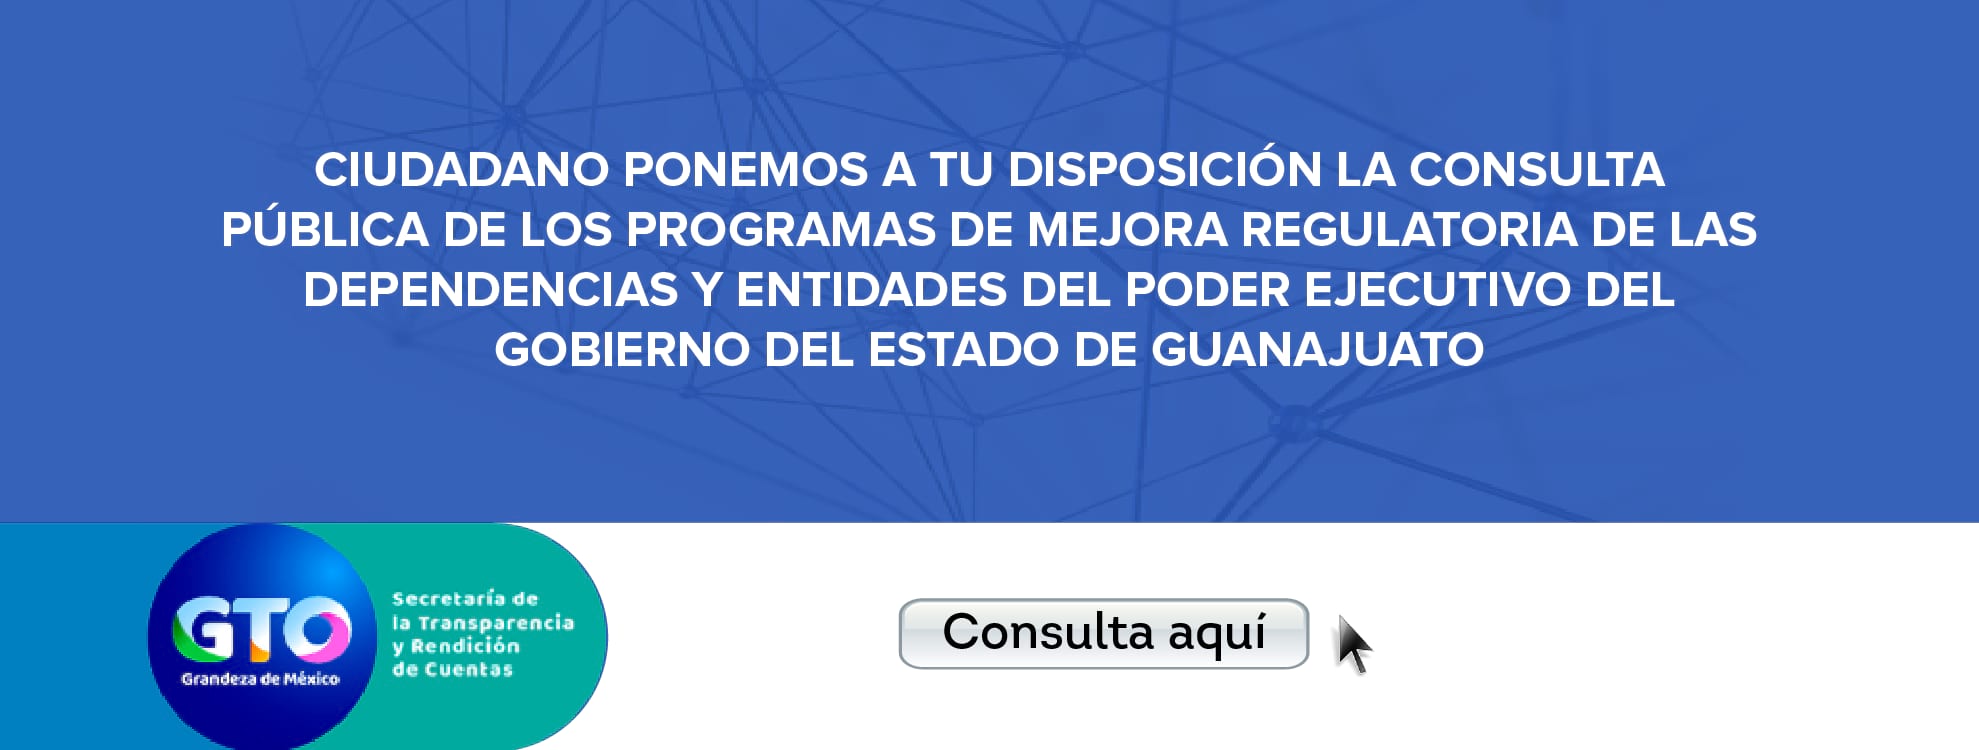 CIUDADANO PONEMOS A TU DISPOSICIÓN LA CONSULTA
PÚBLICA DE LOS PROGRAMAS DE MEJORA REGULATORIA DE LAS
DEPENDENCIAS Y ENTIDADES DEL PODER EJECUTIVO DEL
GOBIERNO DEL ESTADO DE GUANAJUATO
GTO
Grandeza de México
Secretaría de
la Transparencia
y Rendición
de Cuentas
Consulta aquí